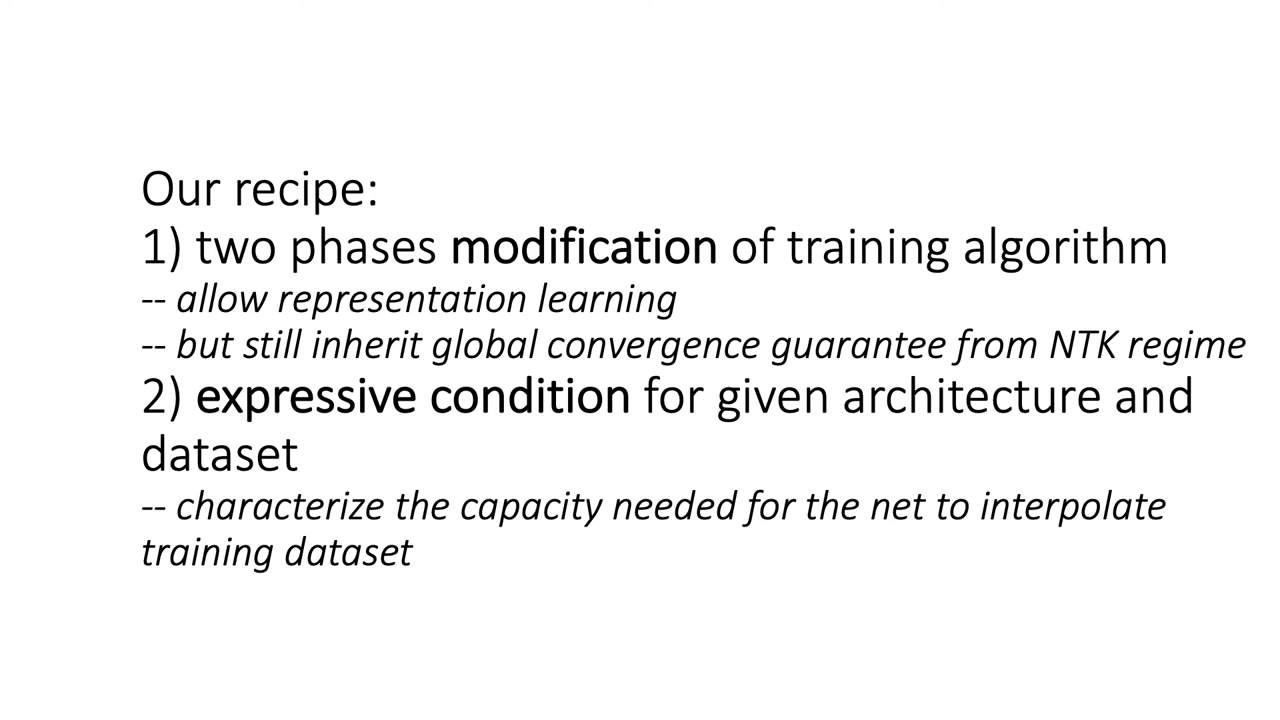 Our recipe:
1) two phases modification of training algorithm
-- allow representation learning
-- but still inherit global convergence guarantee from NTK regime
2) expressive condition for given architecture and
dataset
-- characterize the capacity needed for the net to interpolate
training dataset